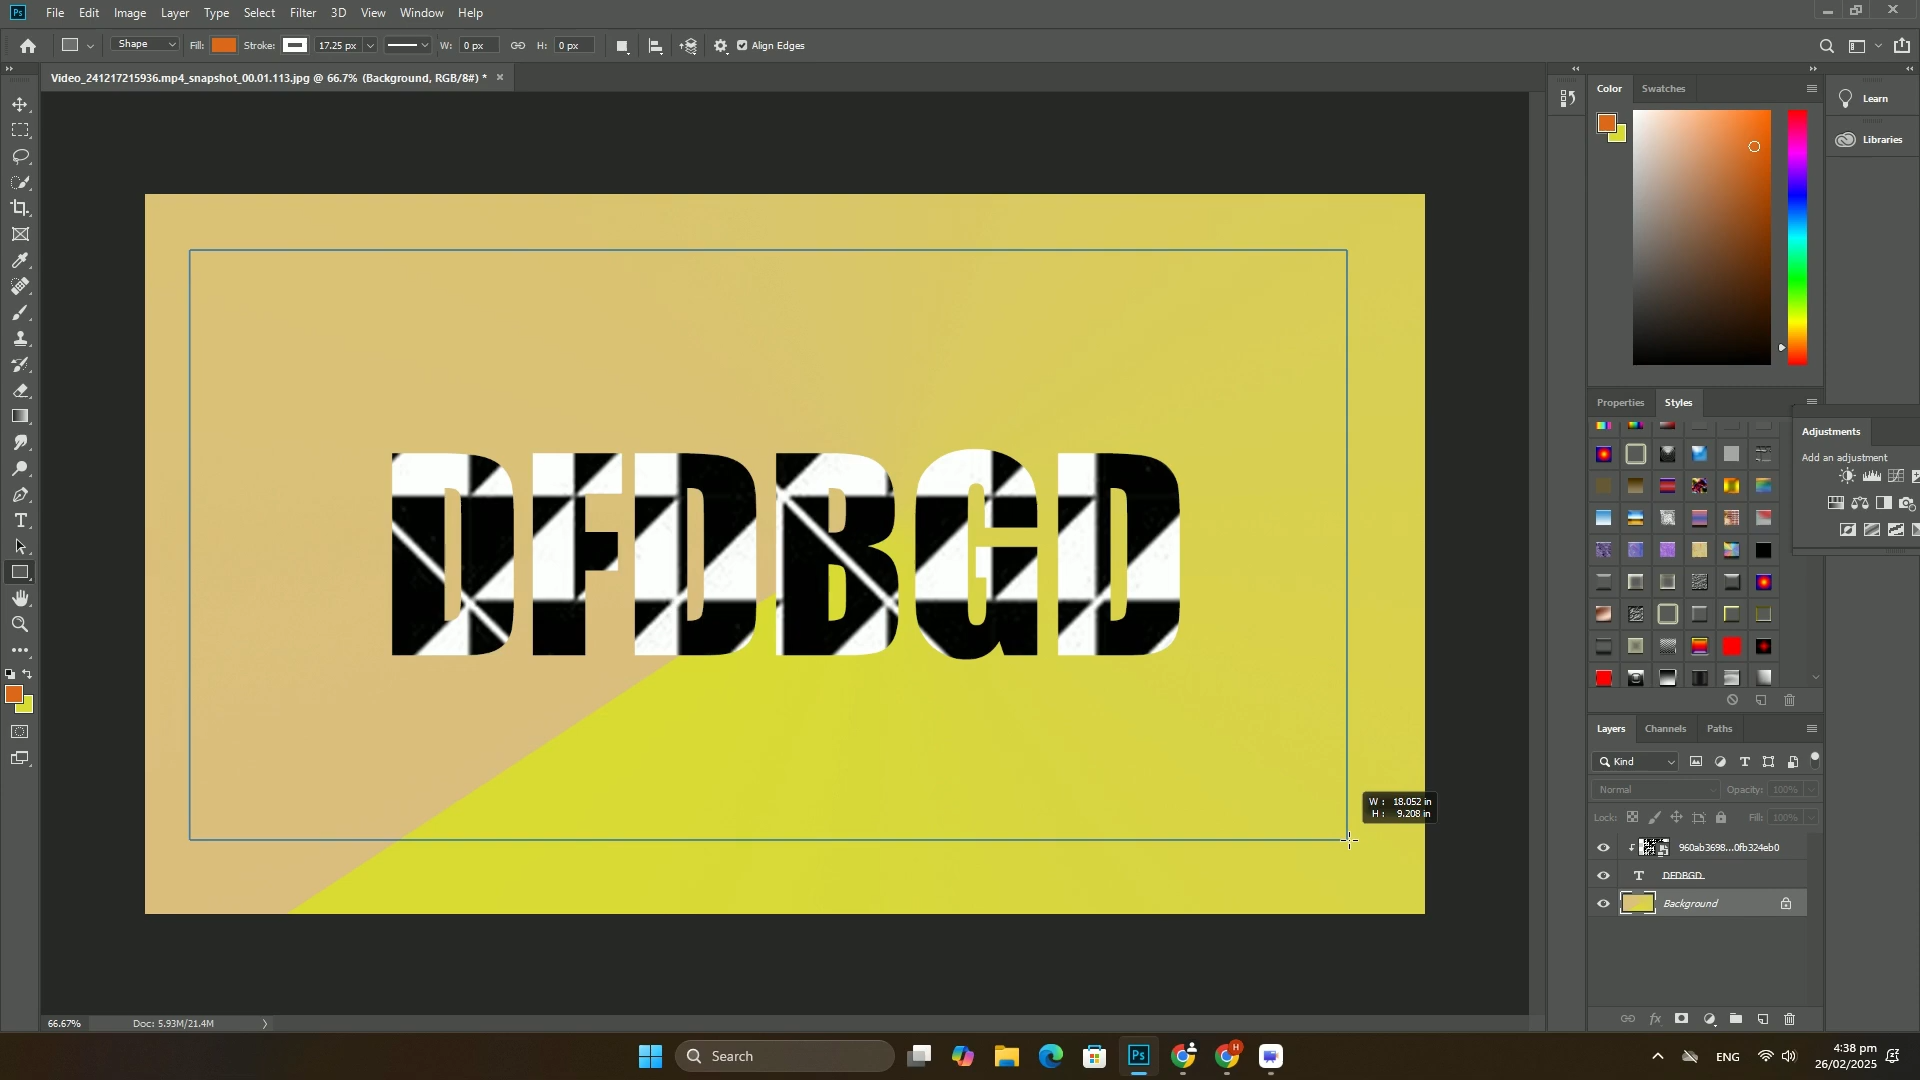 Ps File Edit Image Layer Type Select Filter 3D View Window Help
Shape Fill: Stroke: 17.25 px W: 0 px H: 0 px Align Edges
Video_241217215936.mp4_snapshot_00.01.113.jpg @ 66.7% (Background, RGB/8#) *
Color Swatches
Learn
Libraries
Properties Styles
Adjustments
Add an adjustment
DFDBGD
W : 18.052 in
H : 9.208 in
Layers Channels Paths
Kind
Normal Opacity: 100%
Lock: Fill: 100%
960ab3698...0fb324eb0
T DFDBGD
Background
66.67% Doc: 5.93M/21.4M
Search
Ps
H
ENG
4:38 pm
26/02/2025